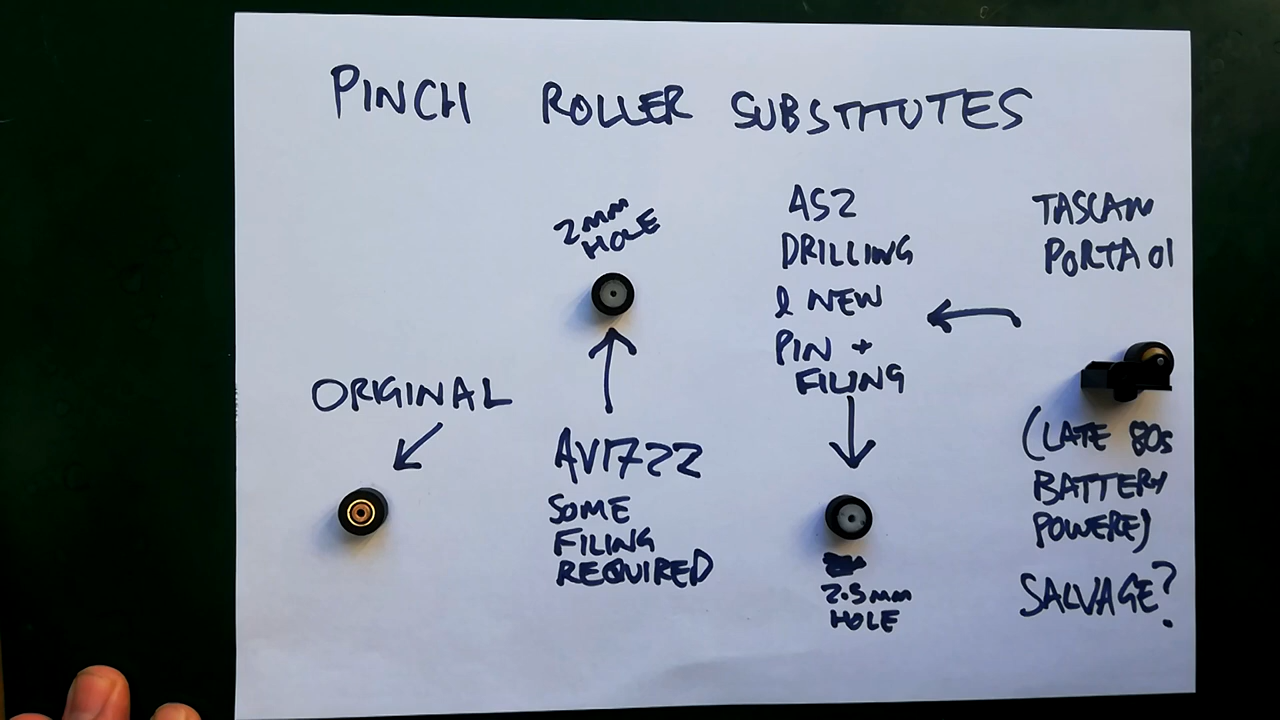 PINCH ROLLER SUBSTITUTES
2MM
HOLE
ORIGINAL
AV1722
SOME
FILING
REQUIRED
AS2
DRILLING
& NEW
PIN +
FILING
2.5mm
HOLE
TASCAM
PORTA 01
(LATE 80s
BATTERY
POWERE)
SALVAGE?